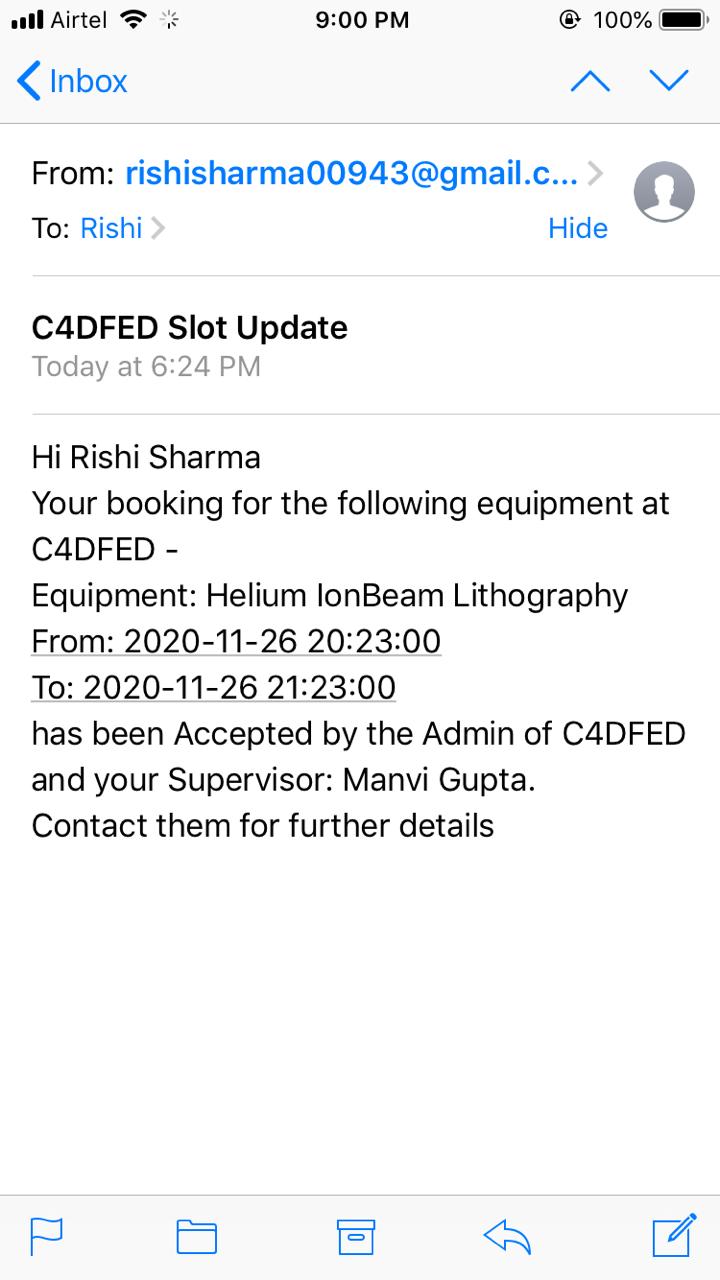 Airtel 9:00 PM 100%
Inbox
From: rishisharma00943@gmail.c...
To: Rishi Hide
C4DFED Slot Update
Today at 6:24 PM
Hi Rishi Sharma
Your booking for the following equipment at
C4DFED -
Equipment: Helium IonBeam Lithography
From: 2020-11-26 20:23:00
To: 2020-11-26 21:23:00
has been Accepted by the Admin of C4DFED
and your Supervisor: Manvi Gupta.
Contact them for further details